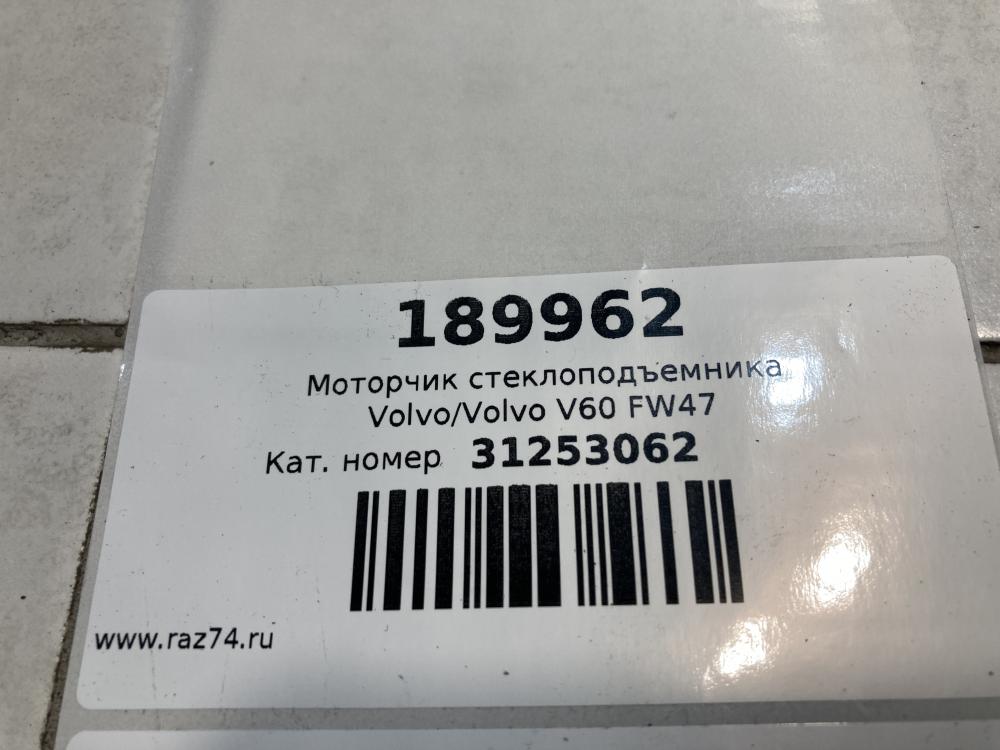 189962
Моторчик стеклоподъемника
Volvo/Volvo V60 FW47
Кат. номер 31253062
www.raz74.ru